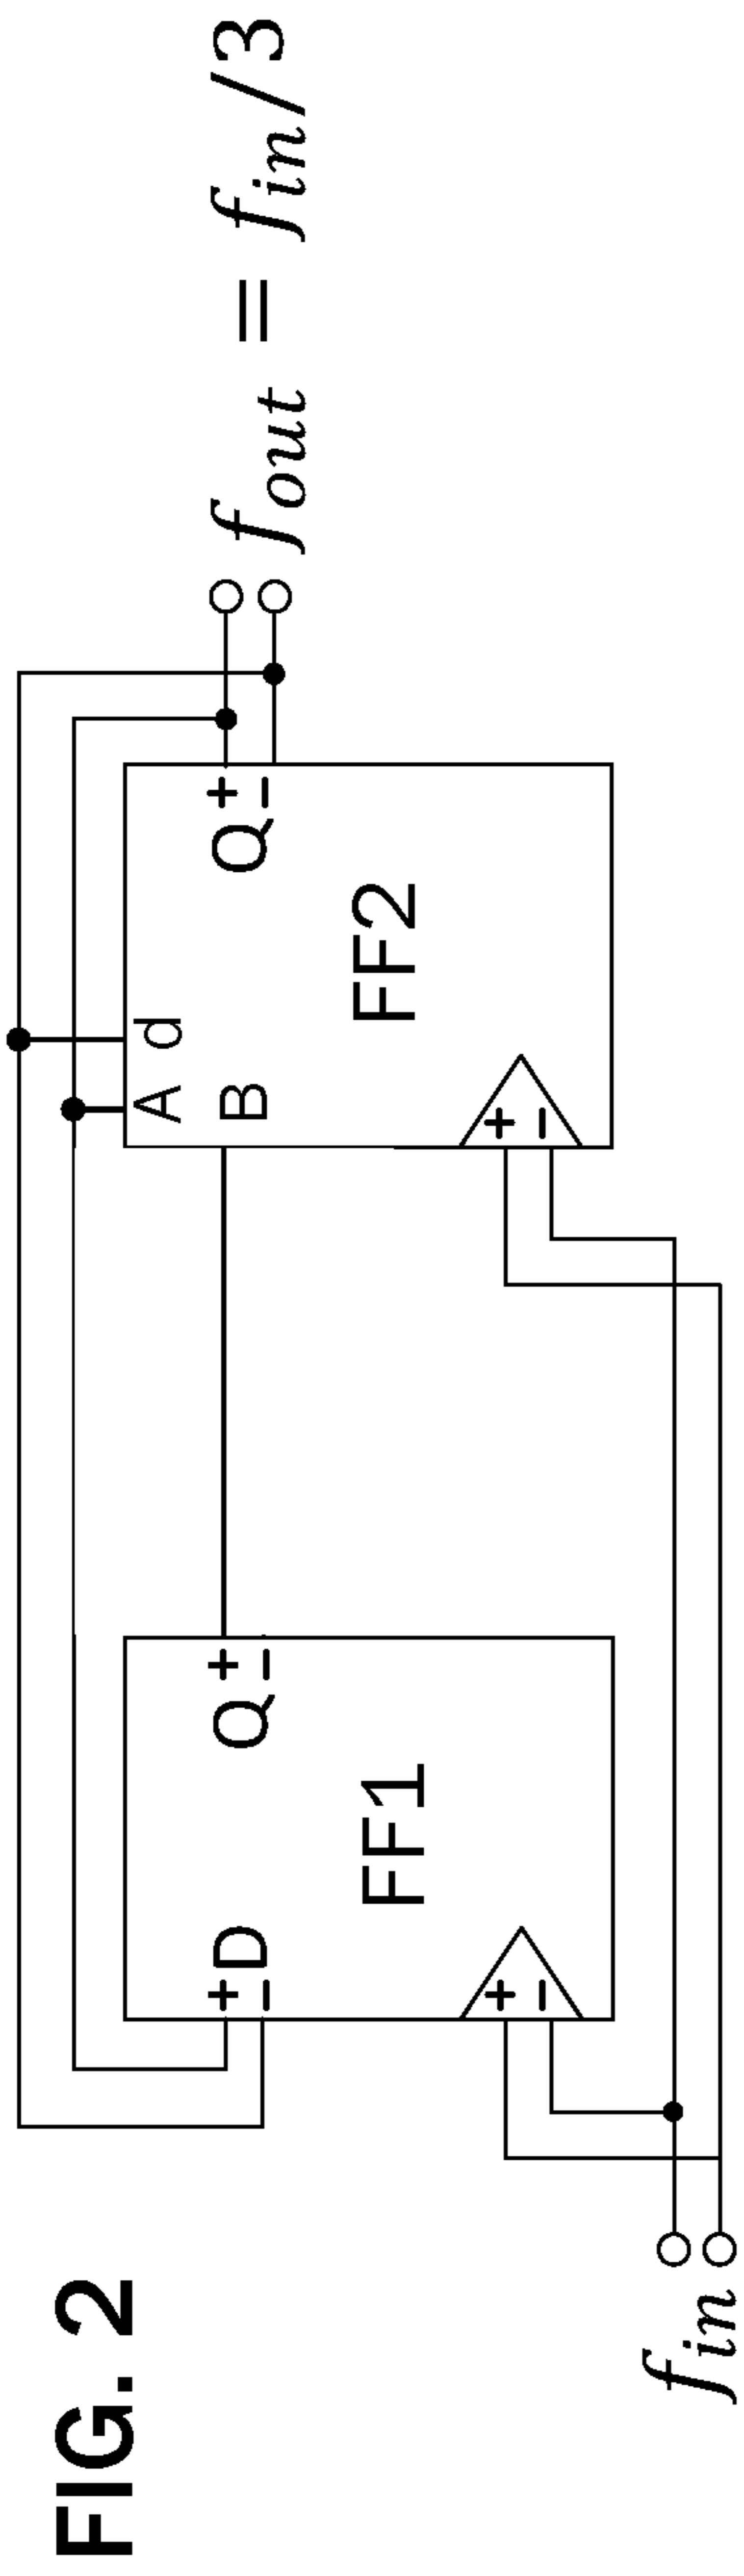 FIG. 2
f_in
± D
Q ±
FF1
+
−
A
d
B
Q ±
FF2
+
−
f_out = f_in/3